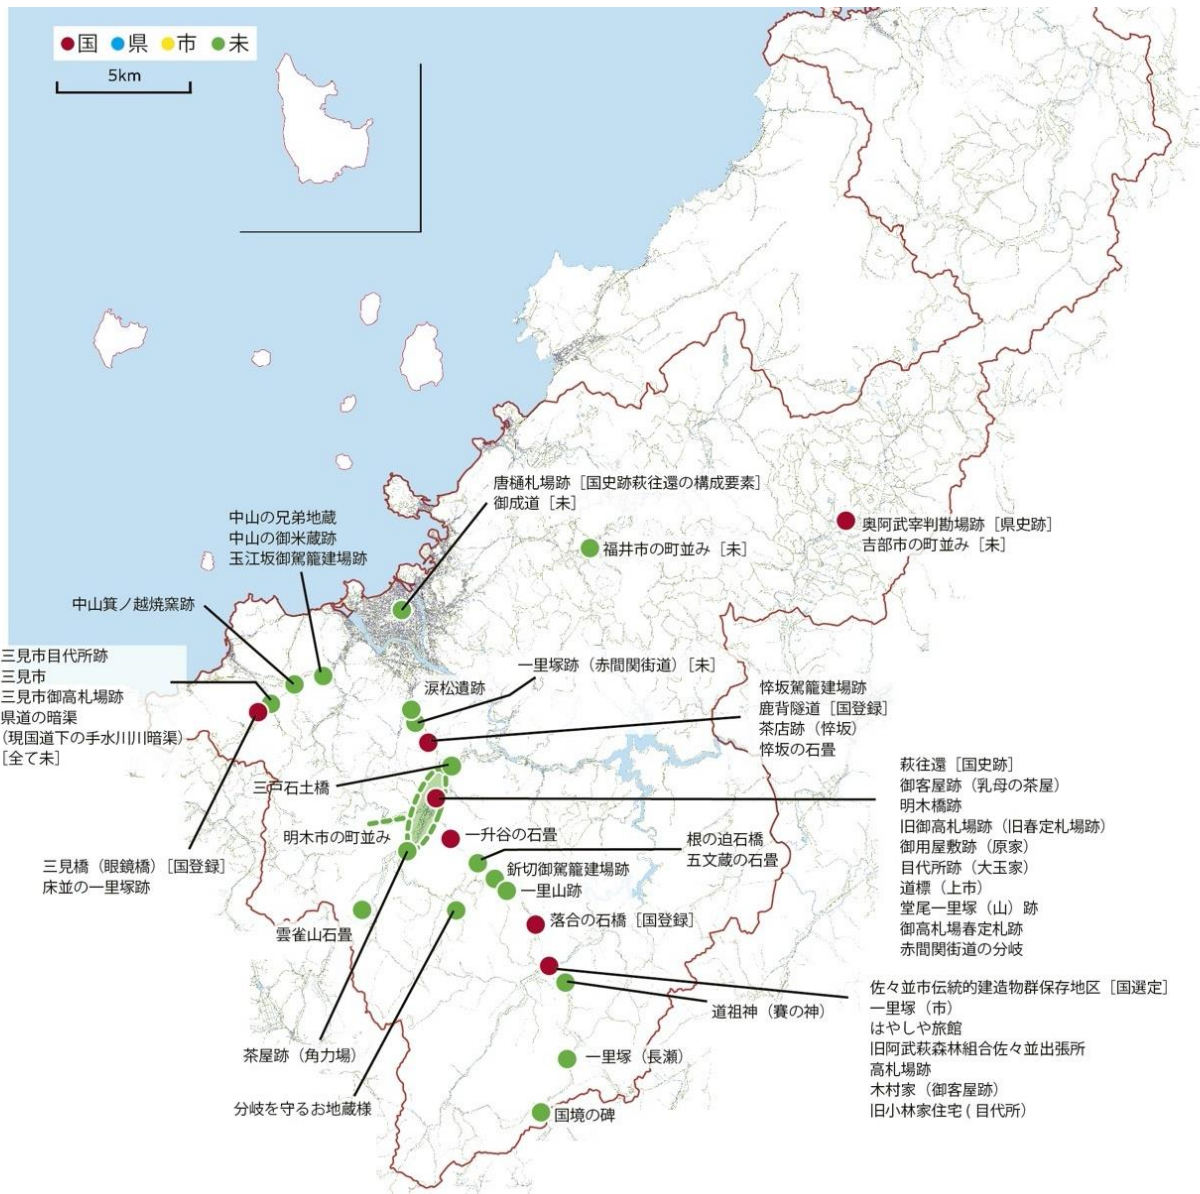 国 県 市 未
5km
唐樋札場跡［国史跡萩往還の構成要素］
御成道［未］
中山の兄弟地蔵
中山の御米蔵跡
玉江坂御駕籠建場跡
奥阿武宰判勘場跡［県史跡］
吉部市の町並み［未］
福井市の町並み［未］
中山箕ノ越焼窯跡
三見市目代所跡
三見市
三見市御高札場跡
県道の暗渠
（現国道下の手水川川暗渠）
［全て未］
一里塚跡（赤間関街道）［未］
涙松遺跡
悴坂駕籠建場跡
鹿背隧道［国登録］
茶店跡（悴坂）
悴坂の石畳
三戸石土橋
萩往還［国史跡］
御客屋跡（乳母の茶屋）
明木橋跡
旧御高札場跡（旧春定札場跡）
御用屋敷跡（原家）
目代所跡（大玉家）
道標（上市）
堂尾一里塚（山）跡
御高札場春定札跡
赤間関街道の分岐
明木市の町並み
一升谷の石畳
根の迫石橋
五文蔵の石畳
三見橋（眼鏡橋）［国登録］
床並の一里塚跡
釿切御駕籠建場跡
一里山跡
雲雀山石畳
落合の石橋［国登録］
佐々並市伝統的建造物群保存地区［国選定］
一里塚（市）
はやしや旅館
旧阿武萩森林組合佐々並出張所
高札場跡
木村家（御客屋跡）
旧小林家住宅 ( 目代所）
道祖神（賽の神）
茶屋跡（角力場）
一里塚（長瀬）
分岐を守るお地蔵様
国境の碑